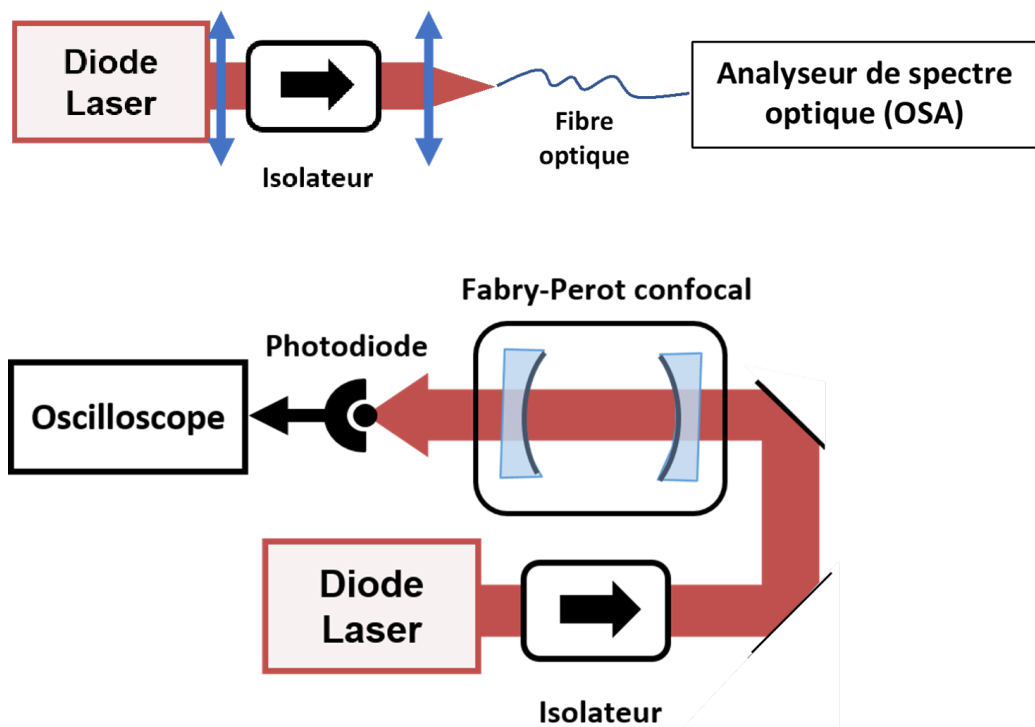 Diode
Laser
Isolateur
Fibre
optique
Analyseur de spectre
optique (OSA)
Fabry-Perot confocal
Photodiode
Oscilloscope
Diode
Laser
Isolateur